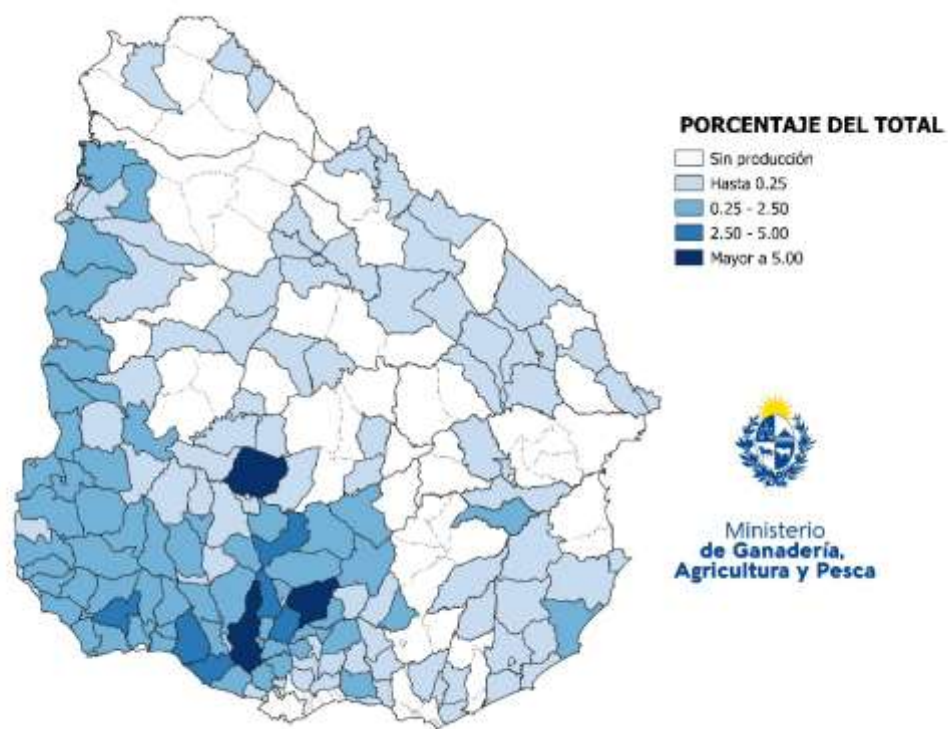 PORCENTAJE DEL TOTAL
Sin producción
Hasta 0.25
0.25 - 2.50
2.50 - 5.00
Mayor a 5.00
Ministerio
de Ganadería,
Agricultura y Pesca